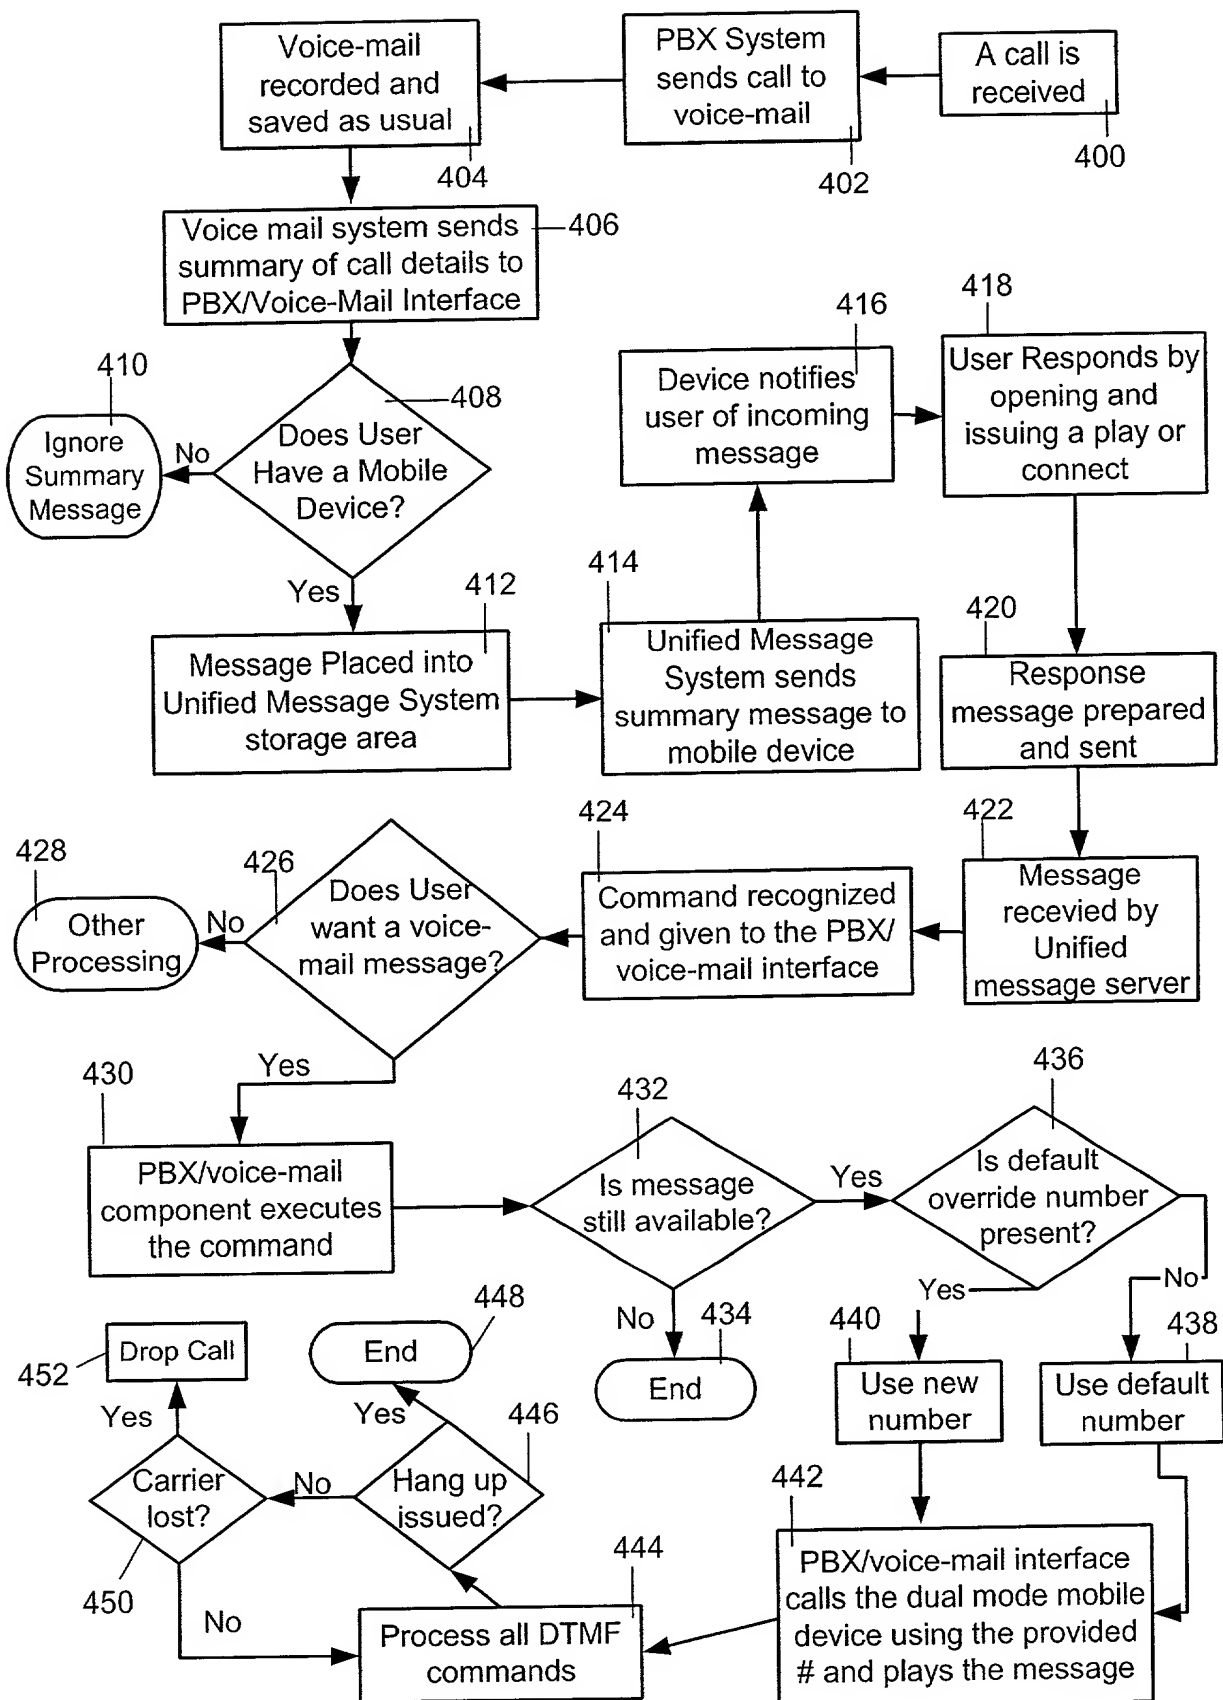 A call is
received
400
PBX System
sends call to
voice-mail
402
Voice-mail
recorded and
saved as usual
404
Voice mail system sends
summary of call details to
PBX/Voice-Mail Interface
406
Does User
Have a Mobile
Device?
408
No
Ignore
Summary
Message
410
Yes
Message Placed into
Unified Message System
storage area
412
Unified Message
System sends
summary message to
mobile device
414
Device notifies
user of incoming
message
416
User Responds by
opening and
issuing a play or
connect
418
Response
message prepared
and sent
420
Message
recevied by
Unified
message server
422
Command recognized
and given to the PBX/
voice-mail interface
424
Does User
want a voice-
mail message?
426
No
Other
Processing
428
Yes
PBX/voice-mail
component executes
the command
430
Is message
still available?
432
No
End
434
Yes
Is default
override number
present?
436
No
Use default
number
438
Yes
Use new
number
440
PBX/voice-mail interface
calls the dual mode mobile
device using the provided
# and plays the message
442
Process all DTMF
commands
444
Hang up
issued?
446
Yes
End
448
No
Carrier
lost?
450
Yes
Drop Call
452
No